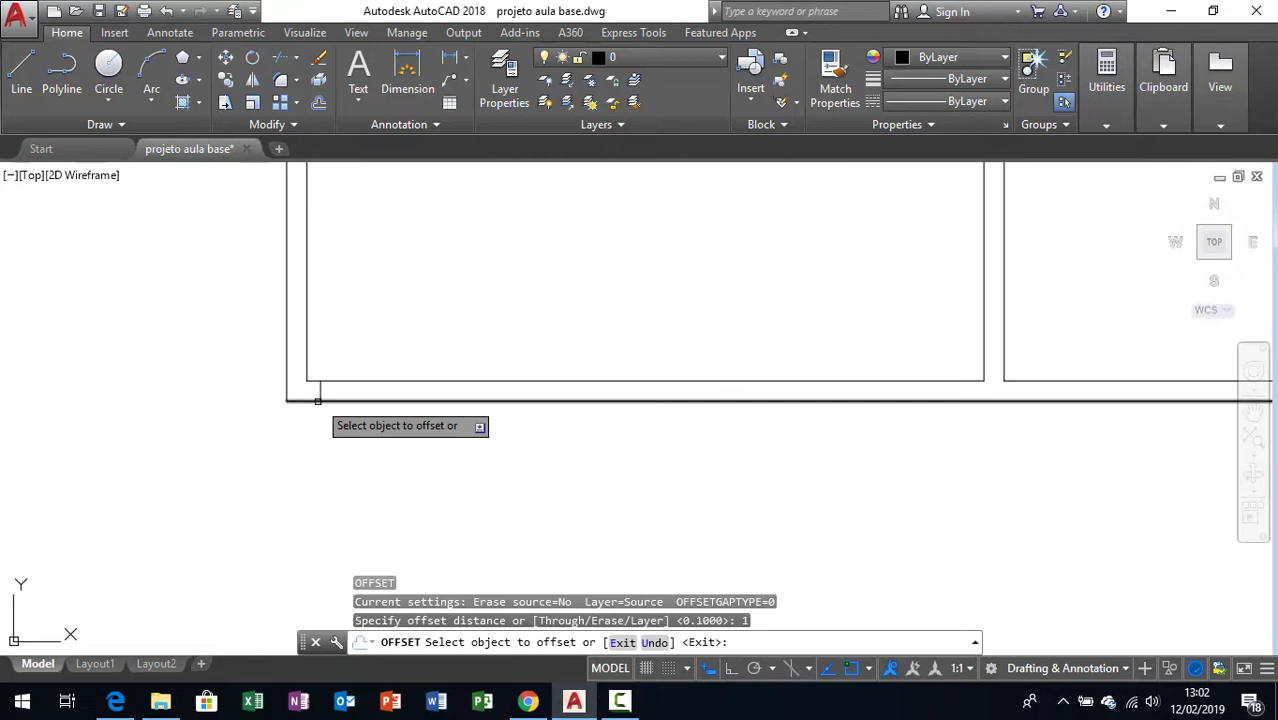 Autodesk AutoCAD 2018 projeto aula base.dwg
Type a keyword or phrase
Sign In
Home Insert Annotate Parametric Visualize View Manage Output Add-ins A360 Express Tools Featured Apps
Line Polyline Circle Arc
Text Dimension
Layer Properties
0
Insert
Match Properties
ByLayer
ByLayer
ByLayer
Group
Utilities
Clipboard
View
Draw Modify Annotation Layers Block Properties Groups
Start projeto aula base*
[−][Top][2D Wireframe]
N
W TOP E
S
WCS
Select object to offset or
Y
X
OFFSET
Current settings: Erase source=No Layer=Source OFFSETGAPTYPE=0
Specify offset distance or [Through/Erase/Layer] <0.1000>: 1
OFFSET Select object to offset or [Exit Undo] <Exit>:
Model Layout1 Layout2
MODEL 1:1 Drafting & Annotation
13:02
12/02/2019
18